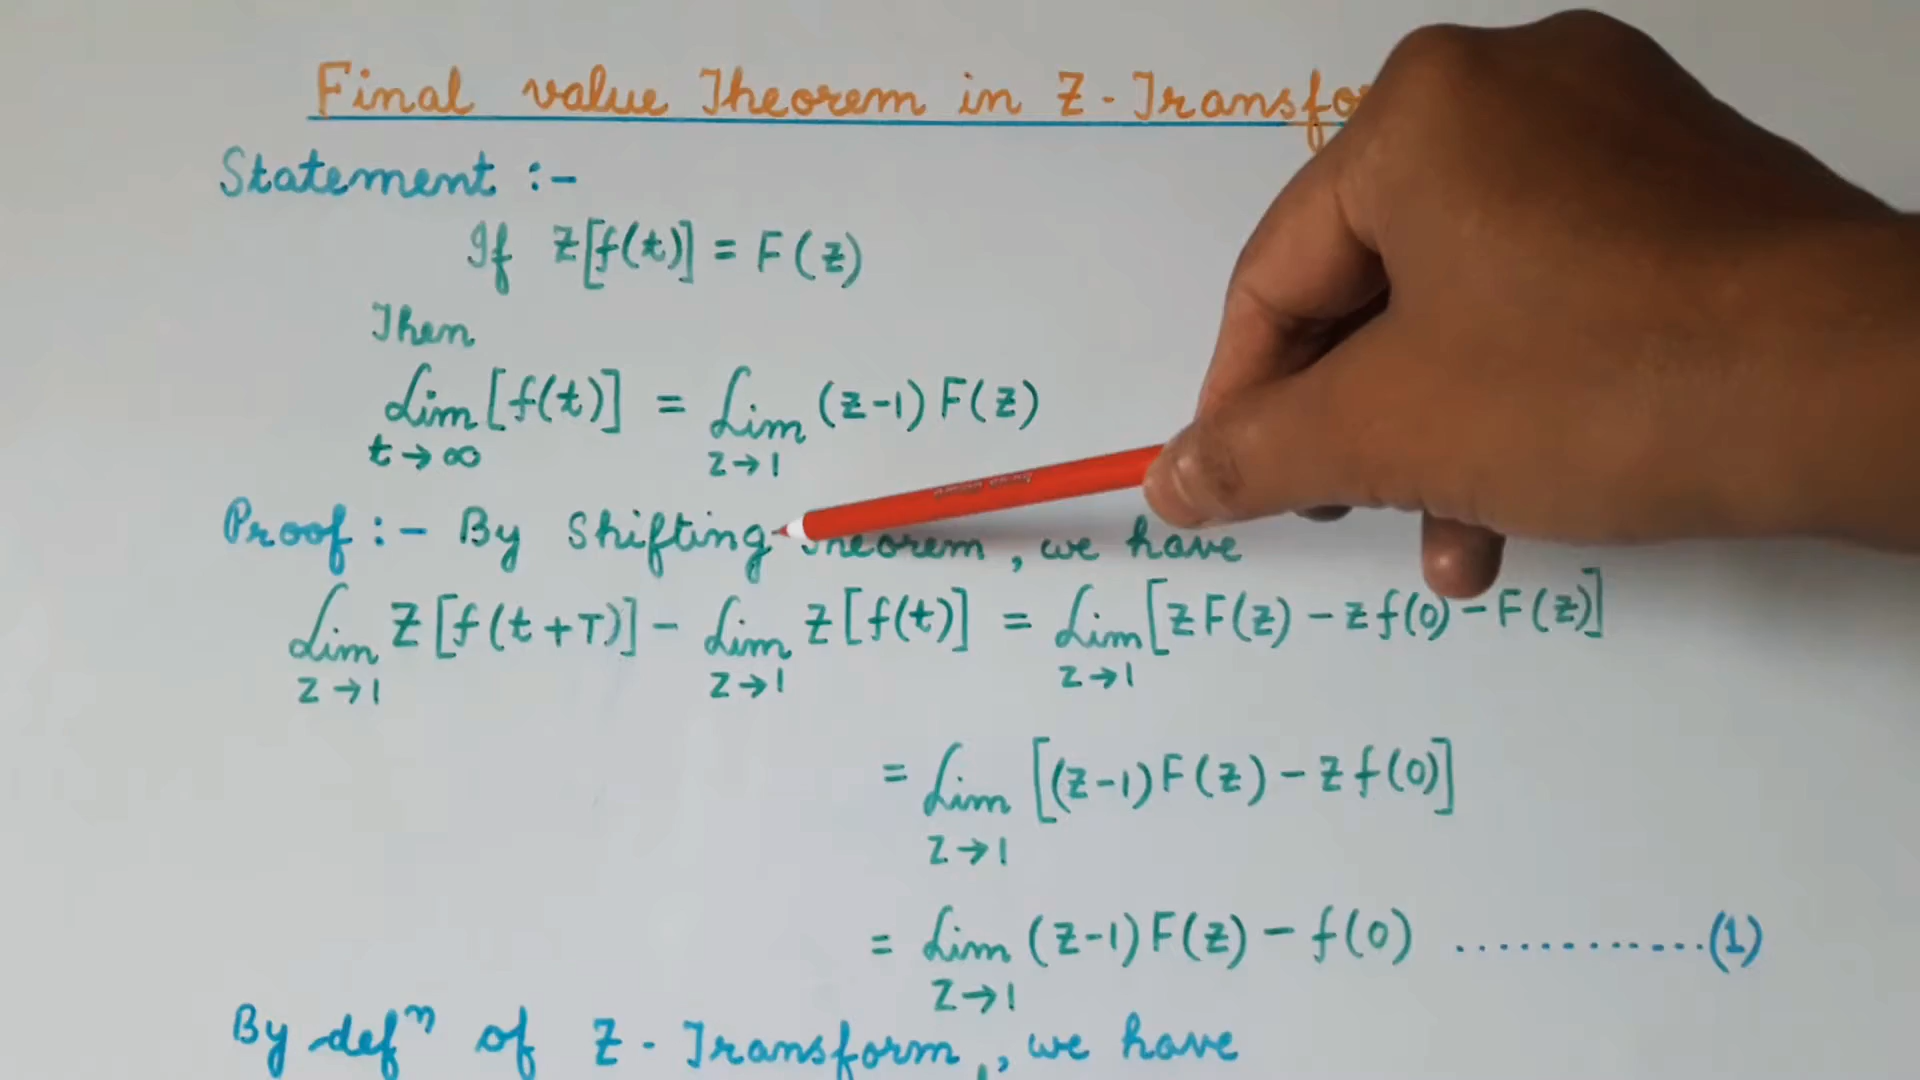 Final value Theorem in Z-Transfo
Statement :-
If Z[f(t)] = F(z)
Then
Lim [f(t)] = Lim (z-1) F(z)
t→∞ z→1
Proof :- By Shifting Theorem, we have
Lim Z[f(t+T)] - Lim Z[f(t)] = Lim [zF(z) - zf(0) - F(z)]
z→1 z→1 z→1
= Lim [(z-1)F(z) - zf(0)]
z→1
= Lim (z-1)F(z) - f(0) .............(1)
z→1
By defⁿ of Z-Transform, we have